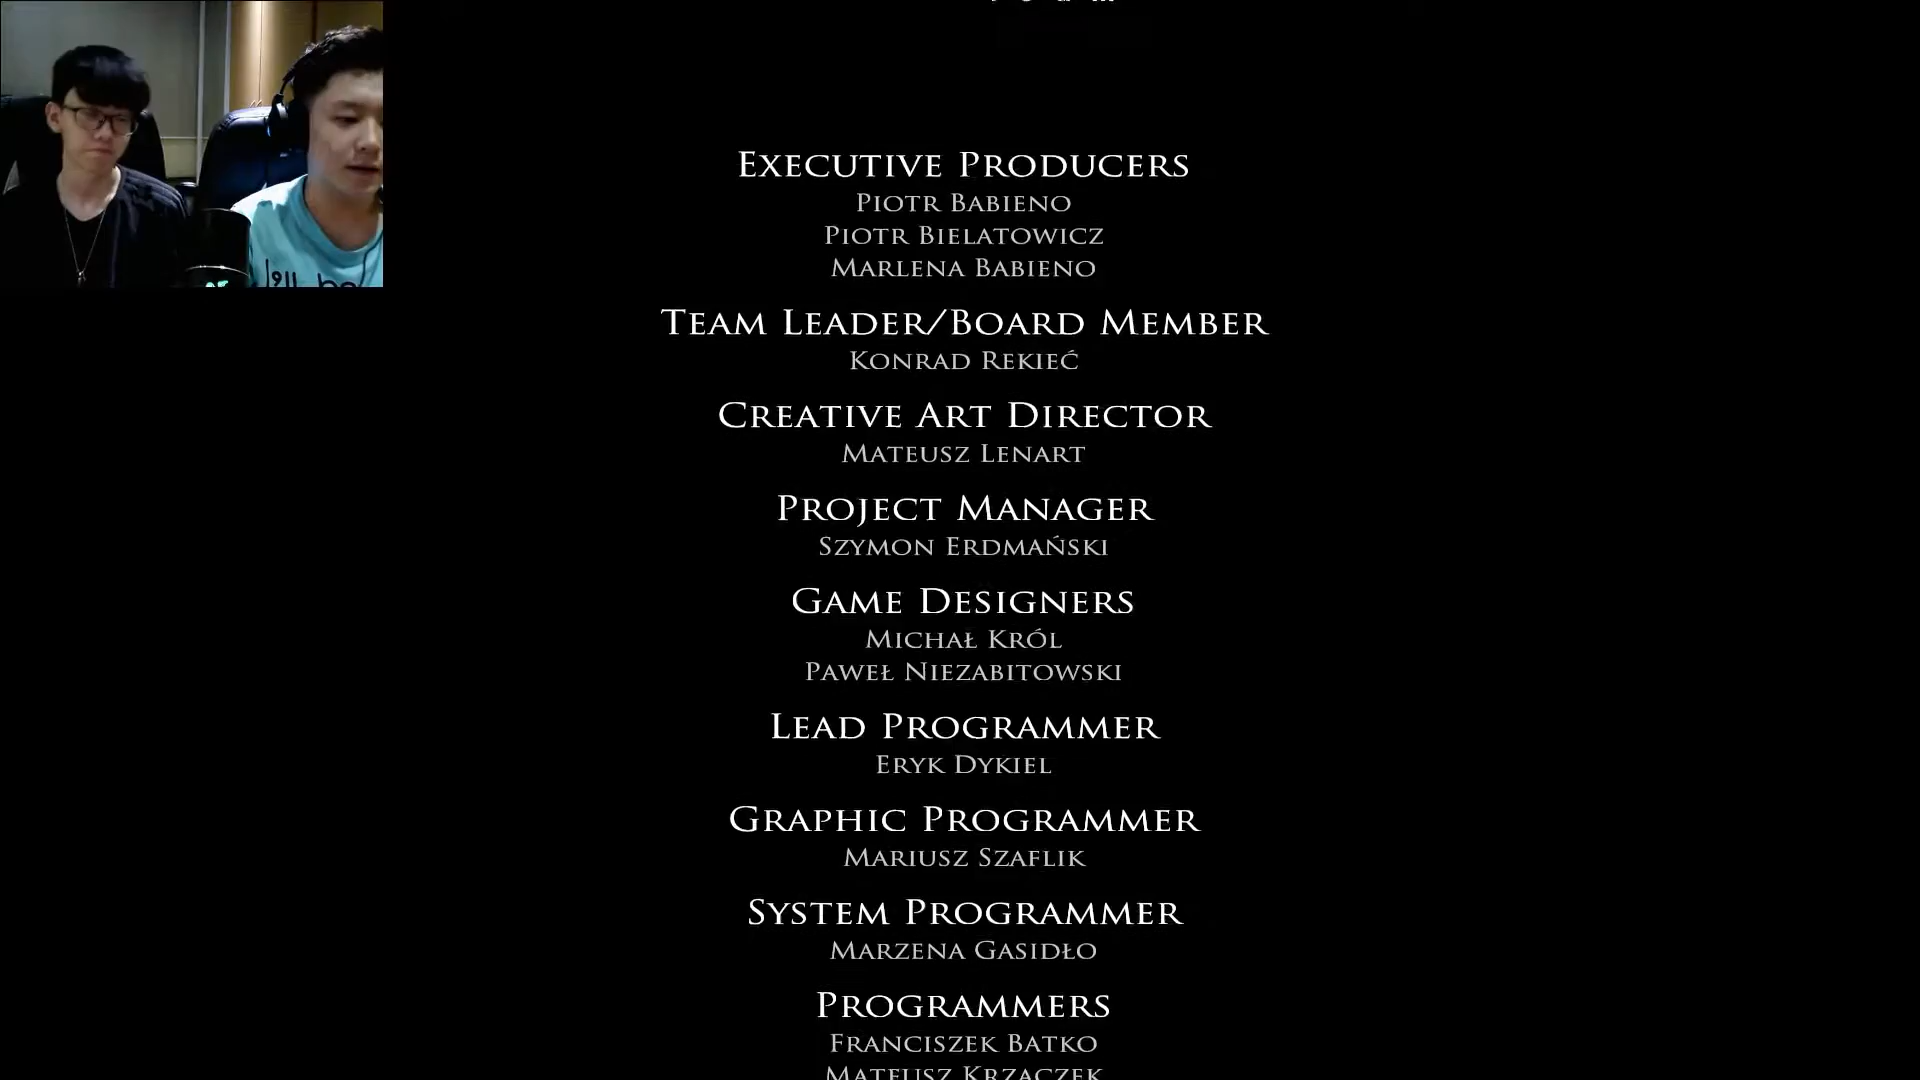 Executive Producers
Piotr Babieno
Piotr Bielatowicz
Marlena Babieno
Team Leader/Board Member
Konrad Rekieć
Creative Art Director
Mateusz Lenart
Project Manager
Szymon Erdmański
Game Designers
Michał Król
Paweł Niezabitowski
Lead Programmer
Eryk Dykiel
Graphic Programmer
Mariusz Szaflik
System Programmer
Marzena Gasidło
Programmers
Franciszek Batko
Mateusz Krzaczek